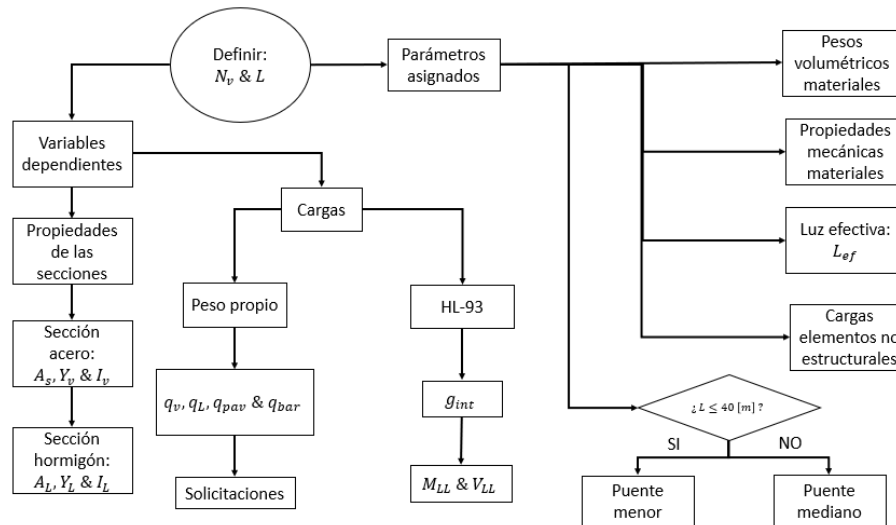 Definir:
N_v & L
Parámetros
asignados
Pesos
volumétricos
materiales
Variables
dependientes
Propiedades
mecánicas
materiales
Cargas
Propiedades
de las
secciones
Luz efectiva:
L_ef
Peso propio
HL-93
Cargas
elementos no
estructurales
Sección
acero:
A_s, Y_v & I_v
q_v, q_L, q_pav & q_bar
g_int
¿L ≤ 40 [m] ?
SI
NO
Sección
hormigón:
A_L, Y_L & I_L
Solicitaciones
M_LL & V_LL
Puente
menor
Puente
mediano